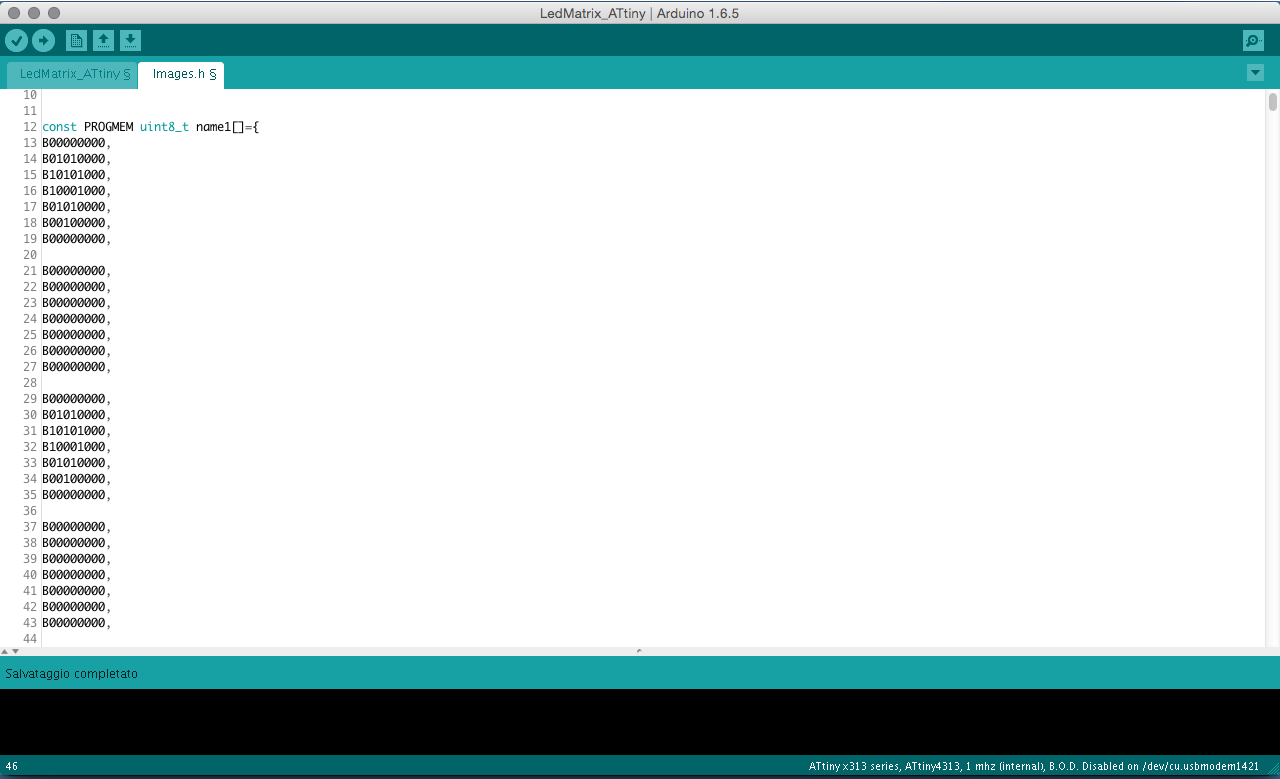 LedMatrix_ATtiny | Arduino 1.6.5
LedMatrix_ATtiny § Images.h §
10
11
12 const PROGMEM uint8_t name1[]={
13 B00000000,
14 B01010000,
15 B10101000,
16 B10001000,
17 B01010000,
18 B00100000,
19 B00000000,
20
21 B00000000,
22 B00000000,
23 B00000000,
24 B00000000,
25 B00000000,
26 B00000000,
27 B00000000,
28
29 B00000000,
30 B01010000,
31 B10101000,
32 B10001000,
33 B01010000,
34 B00100000,
35 B00000000,
36
37 B00000000,
38 B00000000,
39 B00000000,
40 B00000000,
41 B00000000,
42 B00000000,
43 B00000000,
44
Salvataggio completato
46 ATtiny x313 series, ATtiny4313, 1 mhz (internal), B.O.D. Disabled on /dev/cu.usbmodem1421